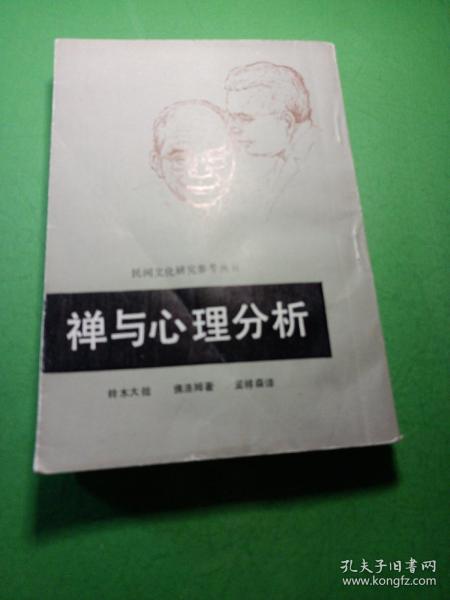 民间文化研究参考丛书
禅与心理分析
铃木大拙 佛洛姆著 孟祥森译
孔夫子旧书网
www.kongfz.com